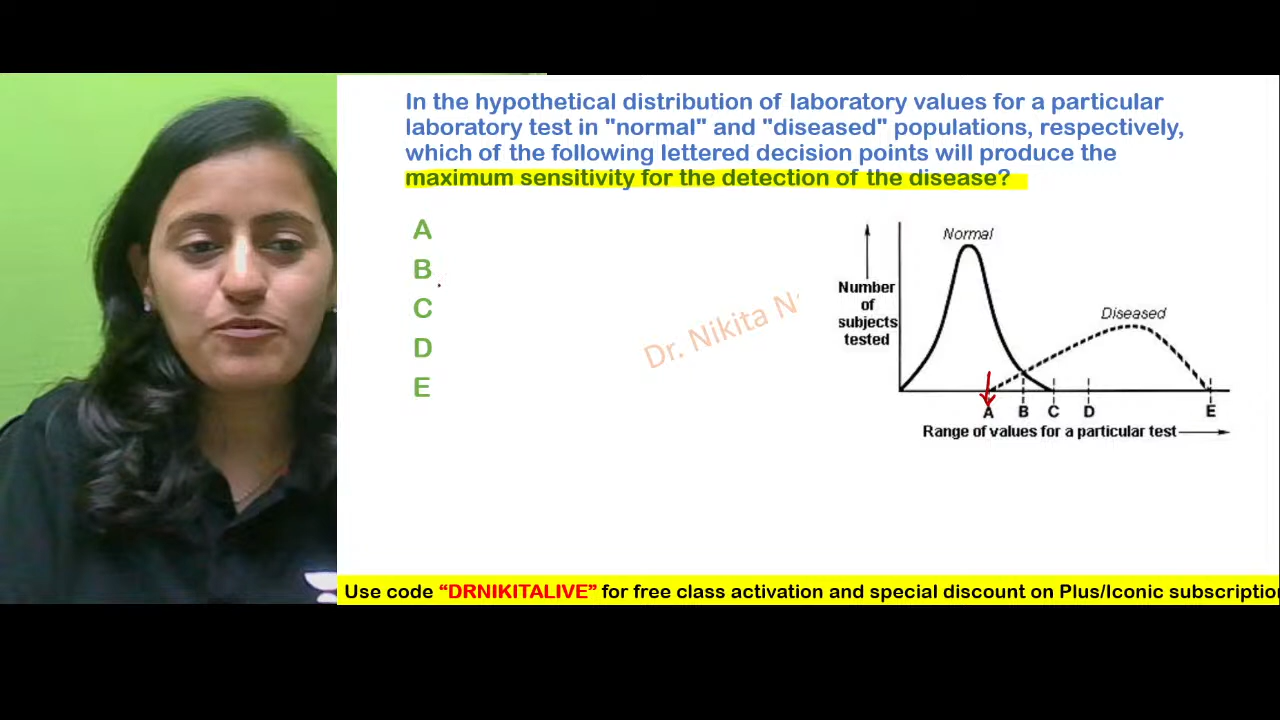 In the hypothetical distribution of laboratory values for a particular
laboratory test in "normal" and "diseased" populations, respectively,
which of the following lettered decision points will produce the
maximum sensitivity for the detection of the disease?
A
B
C
D
E
Dr. Nikita
Normal
Diseased
Number
of
subjects
tested
A B C D E
Range of values for a particular test
Use code “DRNIKITALIVE” for free class activation and special discount on Plus/Iconic subscription